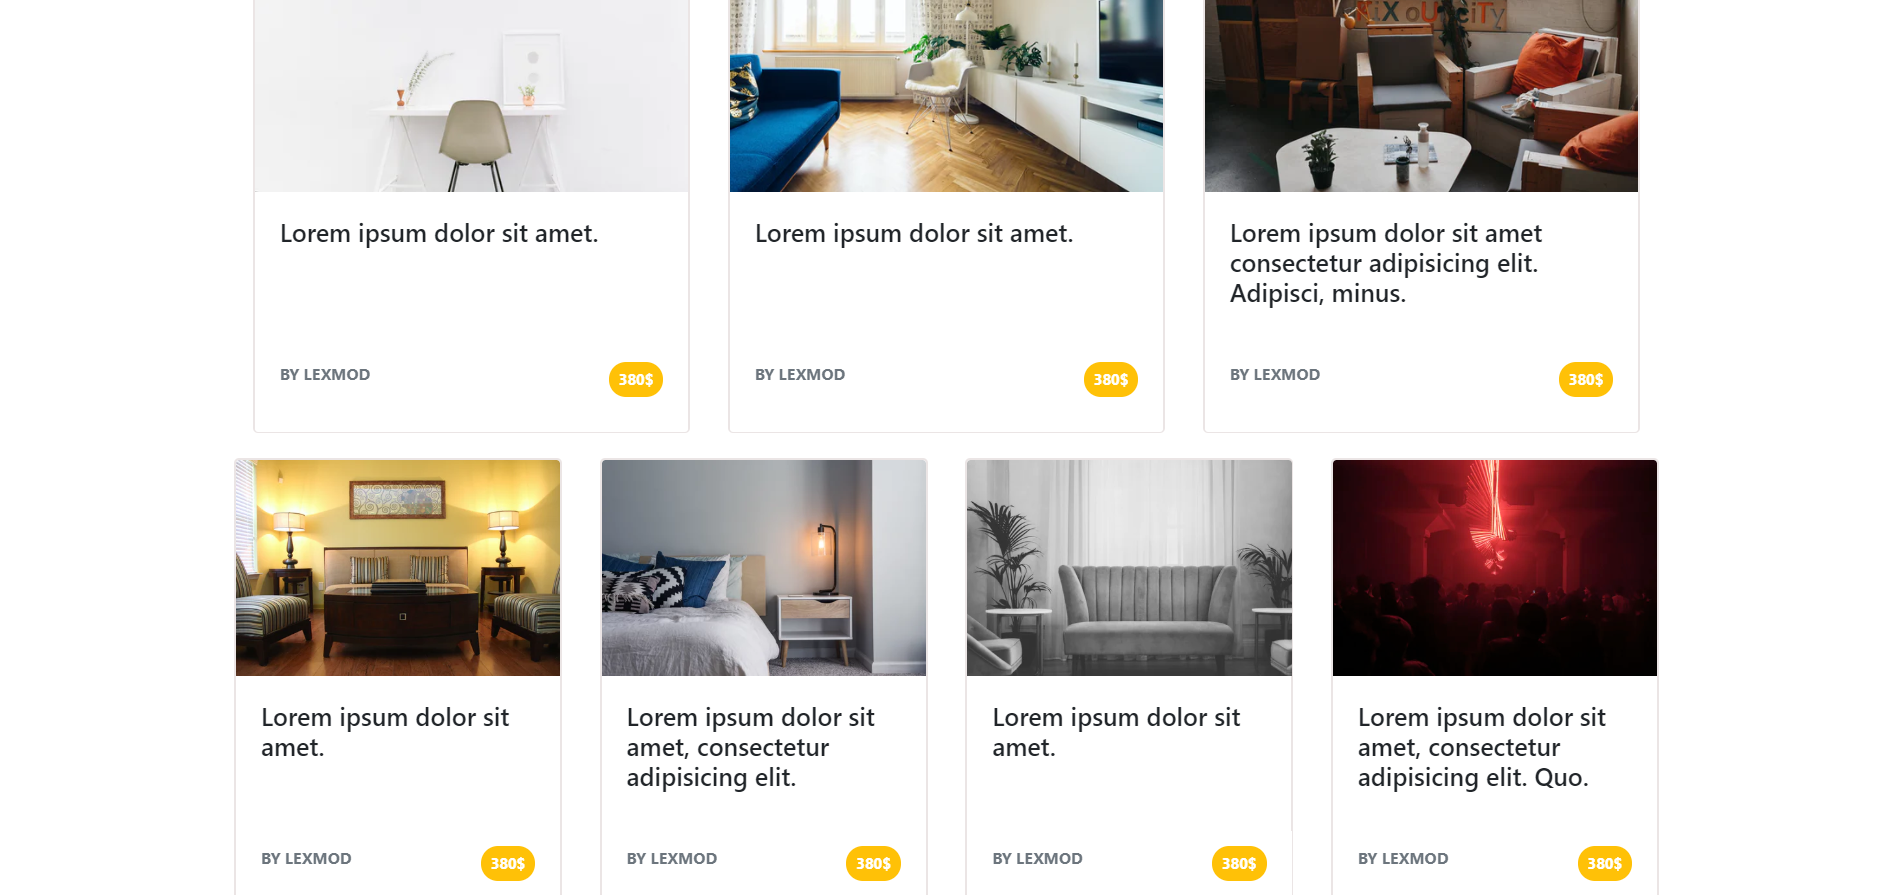 Lorem ipsum dolor sit amet.
Lorem ipsum dolor sit amet.
Lorem ipsum dolor sit amet
consectetur adipisicing elit.
Adipisci, minus.
BY LEXMOD
380$
BY LEXMOD
380$
BY LEXMOD
380$
Lorem ipsum dolor sit
amet.
Lorem ipsum dolor sit
amet, consectetur
adipisicing elit.
Lorem ipsum dolor sit
amet.
Lorem ipsum dolor sit
amet, consectetur
adipisicing elit. Quo.
BY LEXMOD
380$
BY LEXMOD
380$
BY LEXMOD
380$
BY LEXMOD
380$